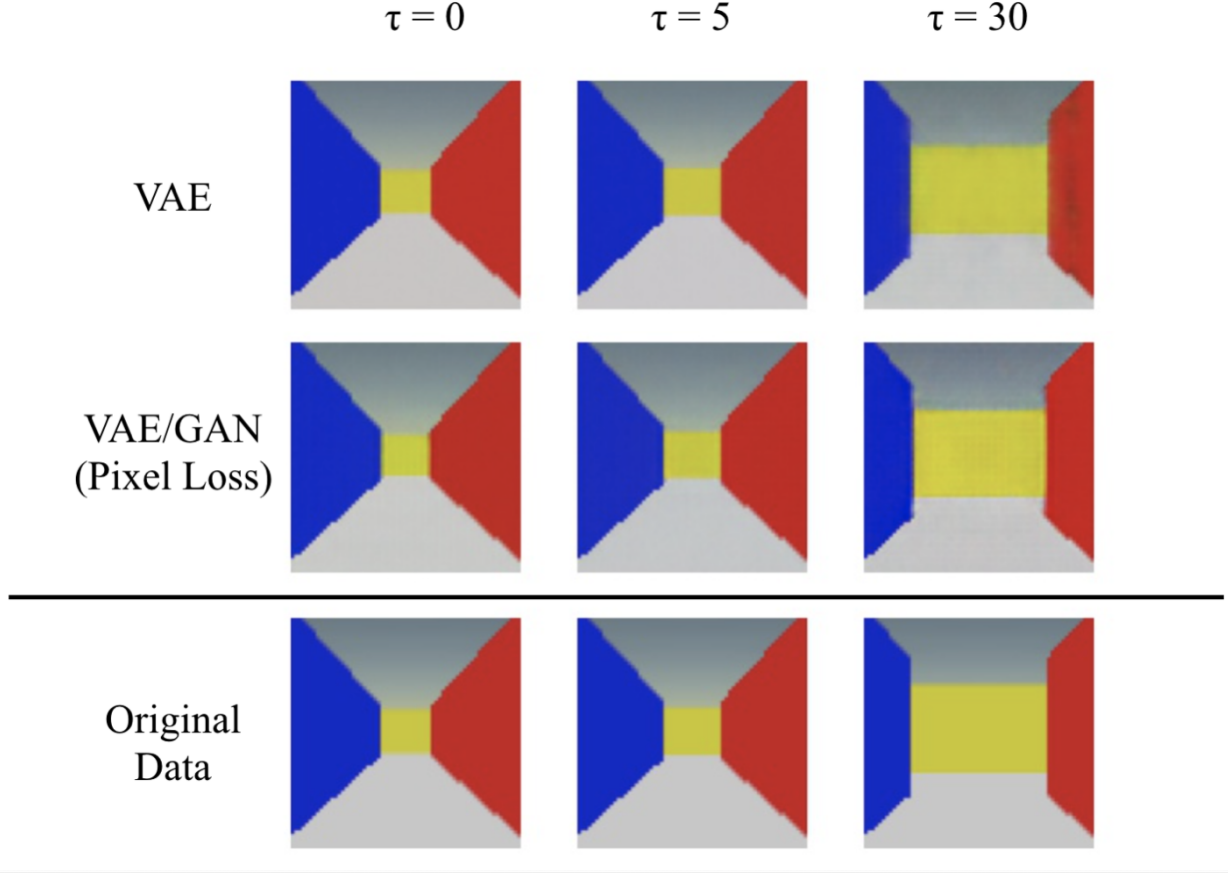 τ = 0 τ = 5 τ = 30
VAE
VAE/GAN
(Pixel Loss)
Original
Data